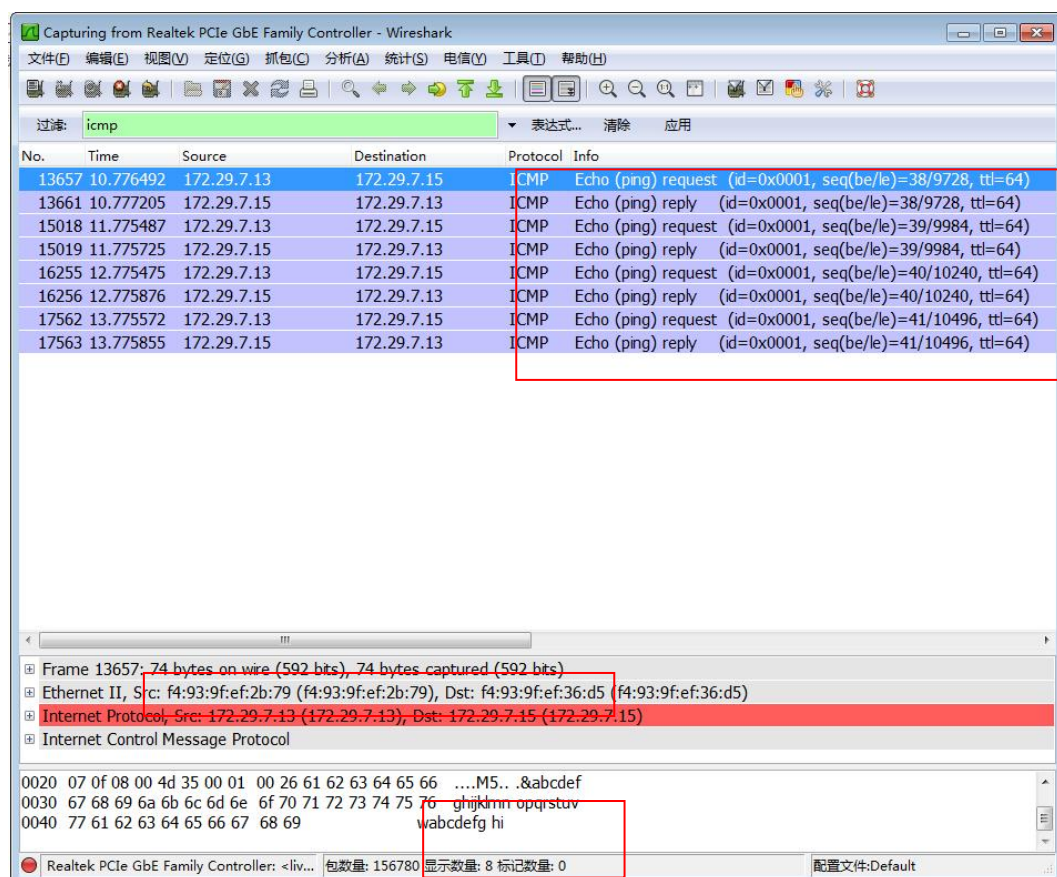 Capturing from Realtek PCIe GbE Family Controller - Wireshark
文件(F) 编辑(E) 视图(V) 定位(G) 抓包(C) 分析(A) 统计(S) 电信(Y) 工具(T) 帮助(H)
过滤: icmp 表达式... 清除 应用
No. Time Source Destination Protocol Info
13657 10.776492 172.29.7.13 172.29.7.15 ICMP Echo (ping) request (id=0x0001, seq(be/le)=38/9728, ttl=64)
13661 10.777205 172.29.7.15 172.29.7.13 ICMP Echo (ping) reply (id=0x0001, seq(be/le)=38/9728, ttl=64)
15018 11.775487 172.29.7.13 172.29.7.15 ICMP Echo (ping) request (id=0x0001, seq(be/le)=39/9984, ttl=64)
15019 11.775725 172.29.7.15 172.29.7.13 ICMP Echo (ping) reply (id=0x0001, seq(be/le)=39/9984, ttl=64)
16255 12.775475 172.29.7.13 172.29.7.15 ICMP Echo (ping) request (id=0x0001, seq(be/le)=40/10240, ttl=64)
16256 12.775876 172.29.7.15 172.29.7.13 ICMP Echo (ping) reply (id=0x0001, seq(be/le)=40/10240, ttl=64)
17562 13.775572 172.29.7.13 172.29.7.15 ICMP Echo (ping) request (id=0x0001, seq(be/le)=41/10496, ttl=64)
17563 13.775855 172.29.7.15 172.29.7.13 ICMP Echo (ping) reply (id=0x0001, seq(be/le)=41/10496, ttl=64)
Frame 13657: 74 bytes on wire (592 bits), 74 bytes captured (592 bits)
Ethernet II, Src: f4:93:9f:ef:2b:79 (f4:93:9f:ef:2b:79), Dst: f4:93:9f:ef:36:d5 (f4:93:9f:ef:36:d5)
Internet Protocol, Src: 172.29.7.13 (172.29.7.13), Dst: 172.29.7.15 (172.29.7.15)
Internet Control Message Protocol
0020 07 0f 08 00 4d 35 00 01 00 26 61 62 63 64 65 66 ....M5.. .&abcdef
0030 67 68 69 6a 6b 6c 6d 6e 6f 70 71 72 73 74 75 76 ghijklmn opqrstuv
0040 77 61 62 63 64 65 66 67 68 69 wabcdefg hi
Realtek PCIe GbE Family Controller: <liv... 包数量: 156780 显示数量: 8 标记数量: 0 配置文件:Default